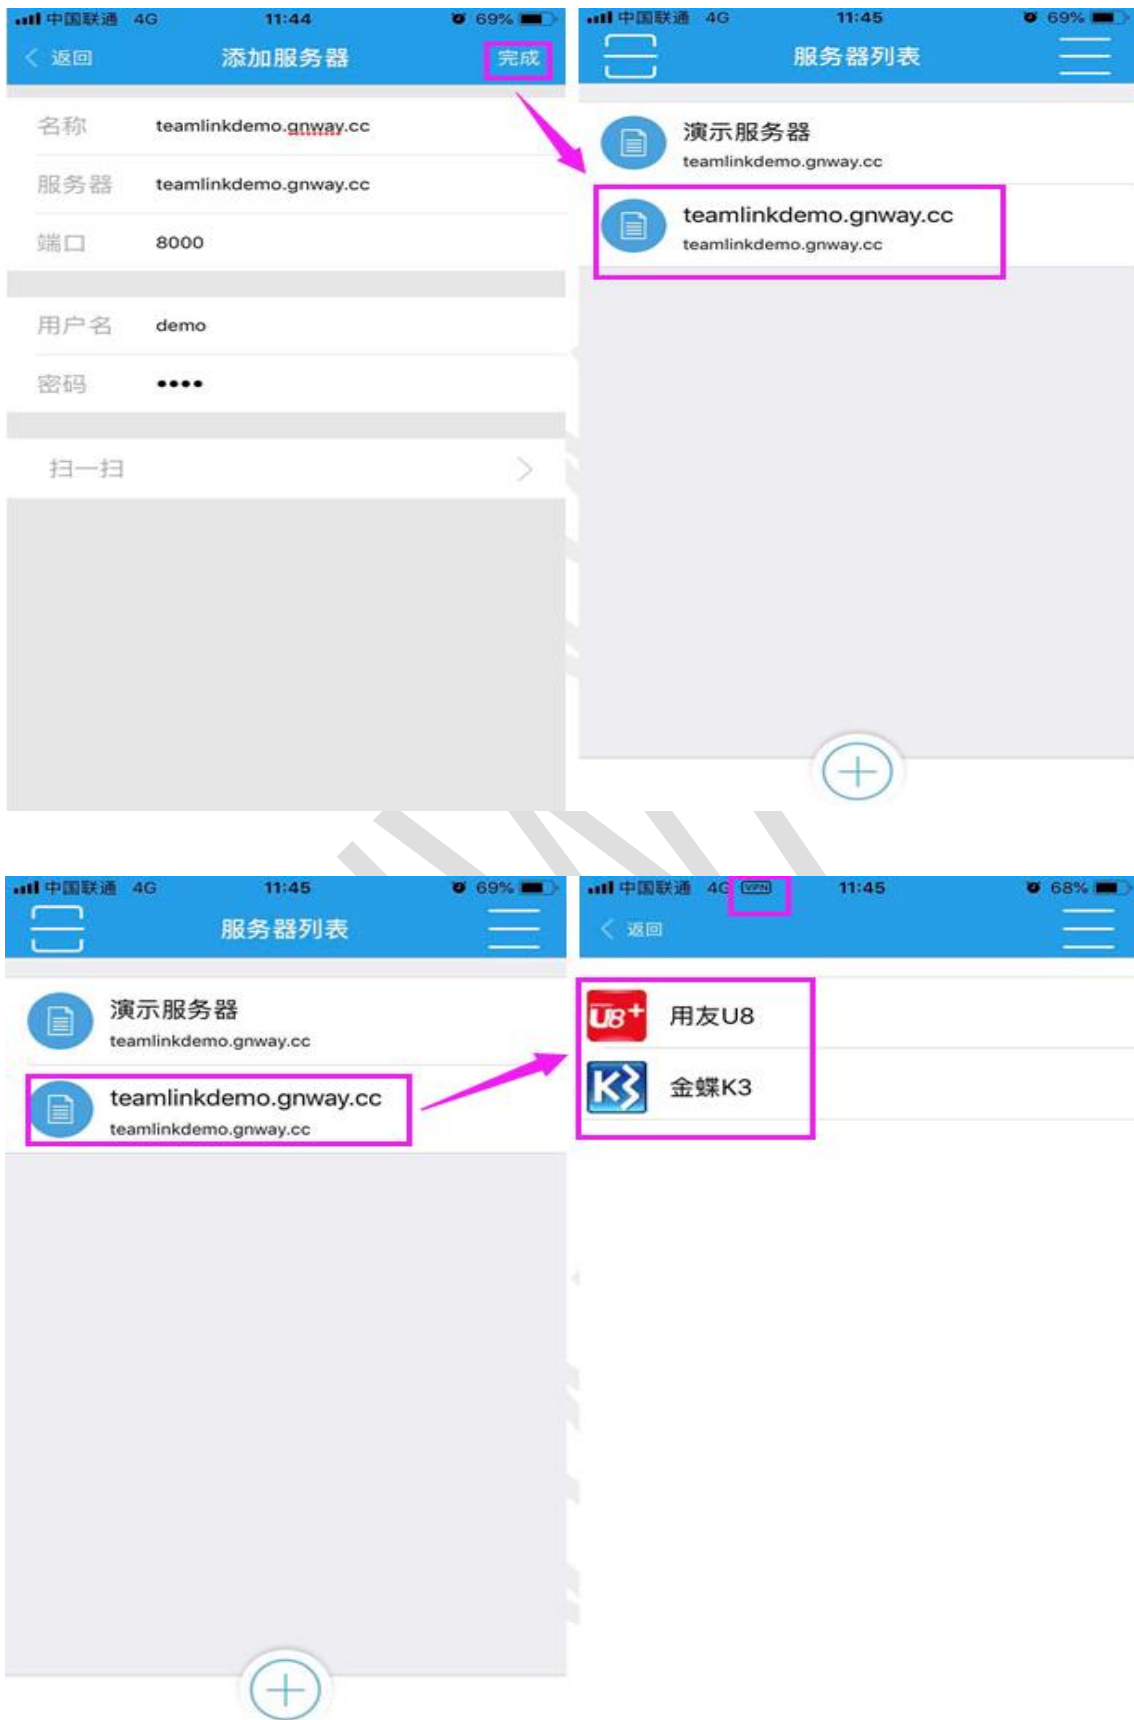 中国联通 4G 11:44 69%
返回 添加服务器 完成
名称 teamlinkdemo.gnway.cc
服务器 teamlinkdemo.gnway.cc
端口 8000
用户名 demo
密码 ••••
扫一扫
中国联通 4G 11:45 69%
服务器列表
演示服务器
teamlinkdemo.gnway.cc
teamlinkdemo.gnway.cc
teamlinkdemo.gnway.cc
中国联通 4G 11:45 69%
服务器列表
演示服务器
teamlinkdemo.gnway.cc
teamlinkdemo.gnway.cc
teamlinkdemo.gnway.cc
中国联通 4G VPN 11:45 68%
返回
U8+ 用友U8
K3 金蝶K3